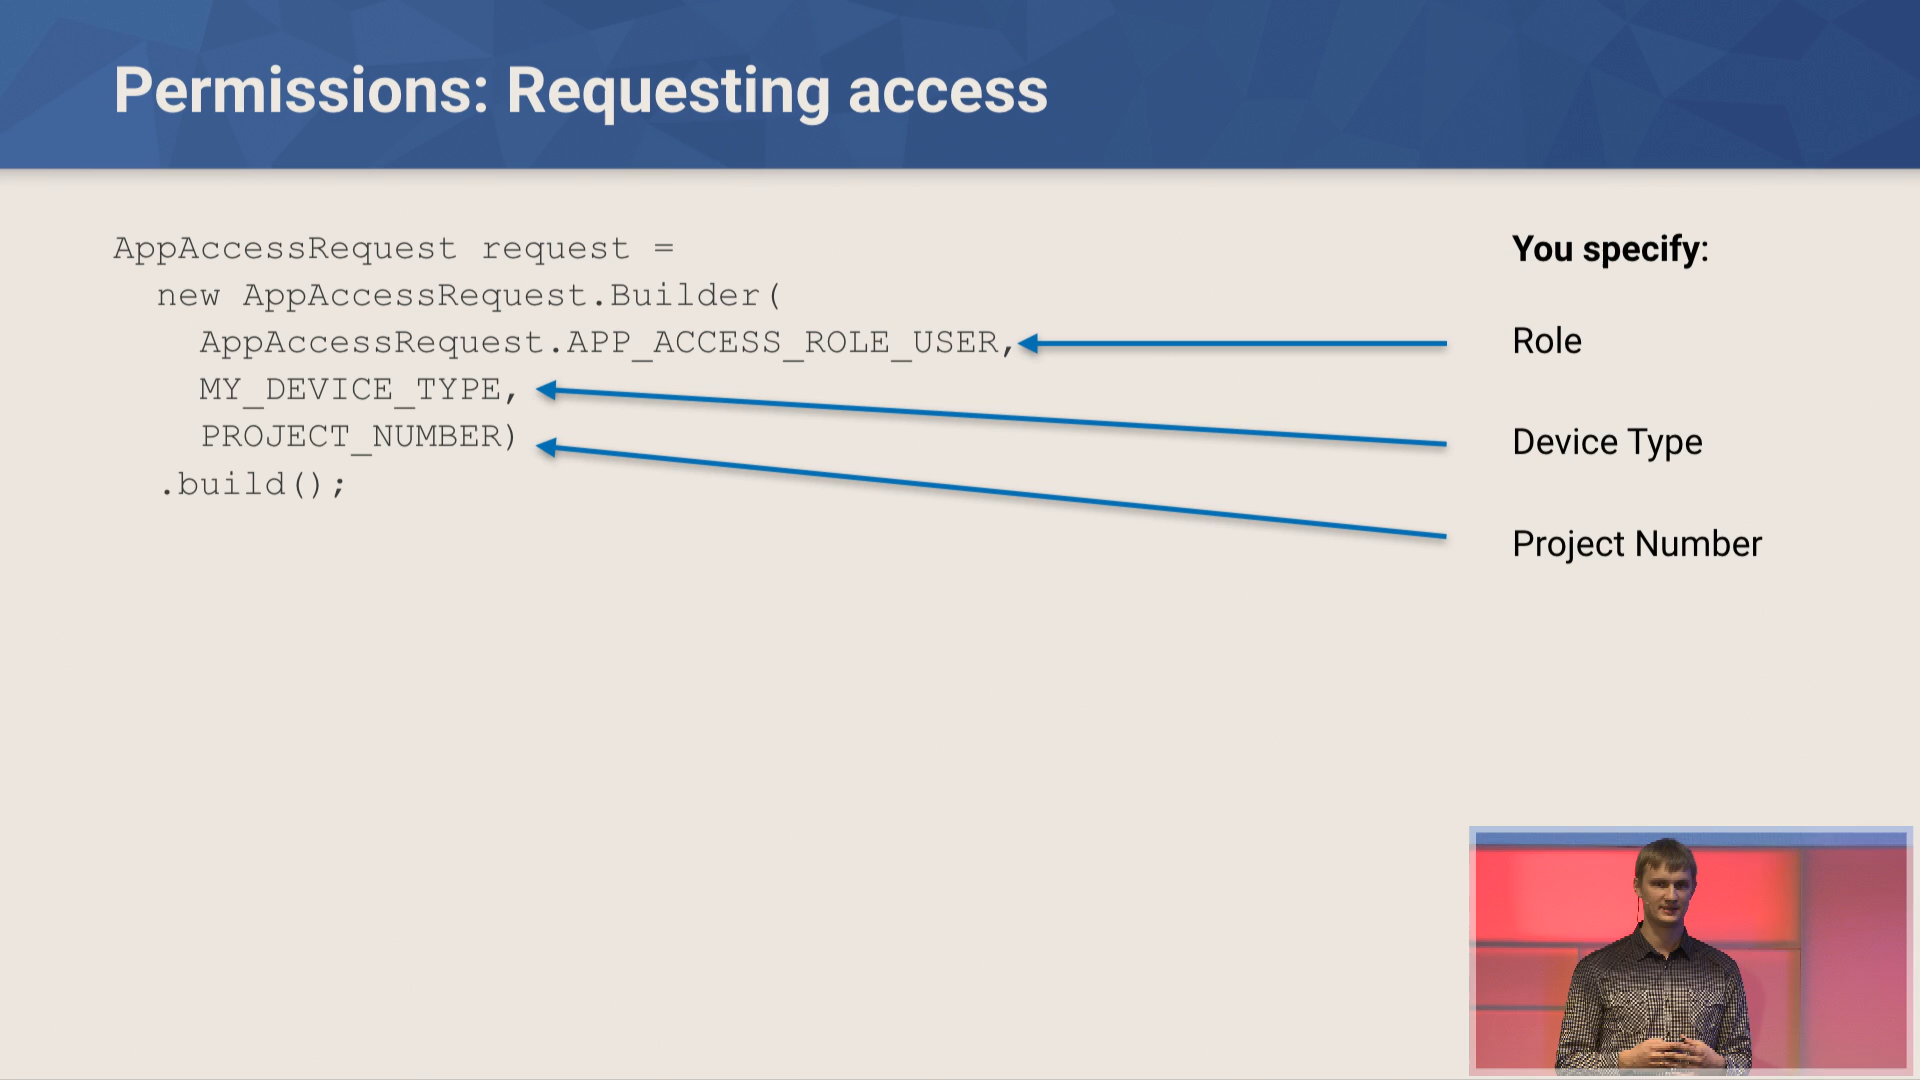 Permissions: Requesting access
AppAccessRequest request =
new AppAccessRequest.Builder(
AppAccessRequest.APP_ACCESS_ROLE_USER,
MY_DEVICE_TYPE,
PROJECT_NUMBER)
.build();
You specify:
Role
Device Type
Project Number